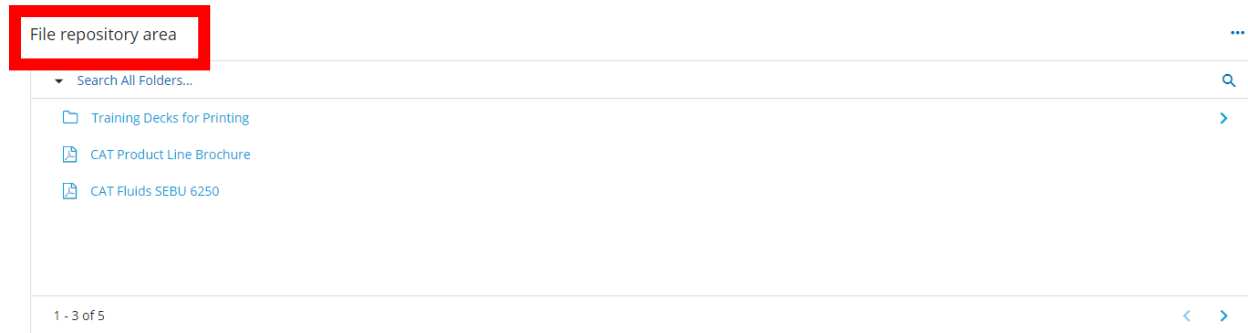 File repository area
Search All Folders...
Training Decks for Printing
CAT Product Line Brochure
CAT Fluids SEBU 6250
1 - 3 of 5